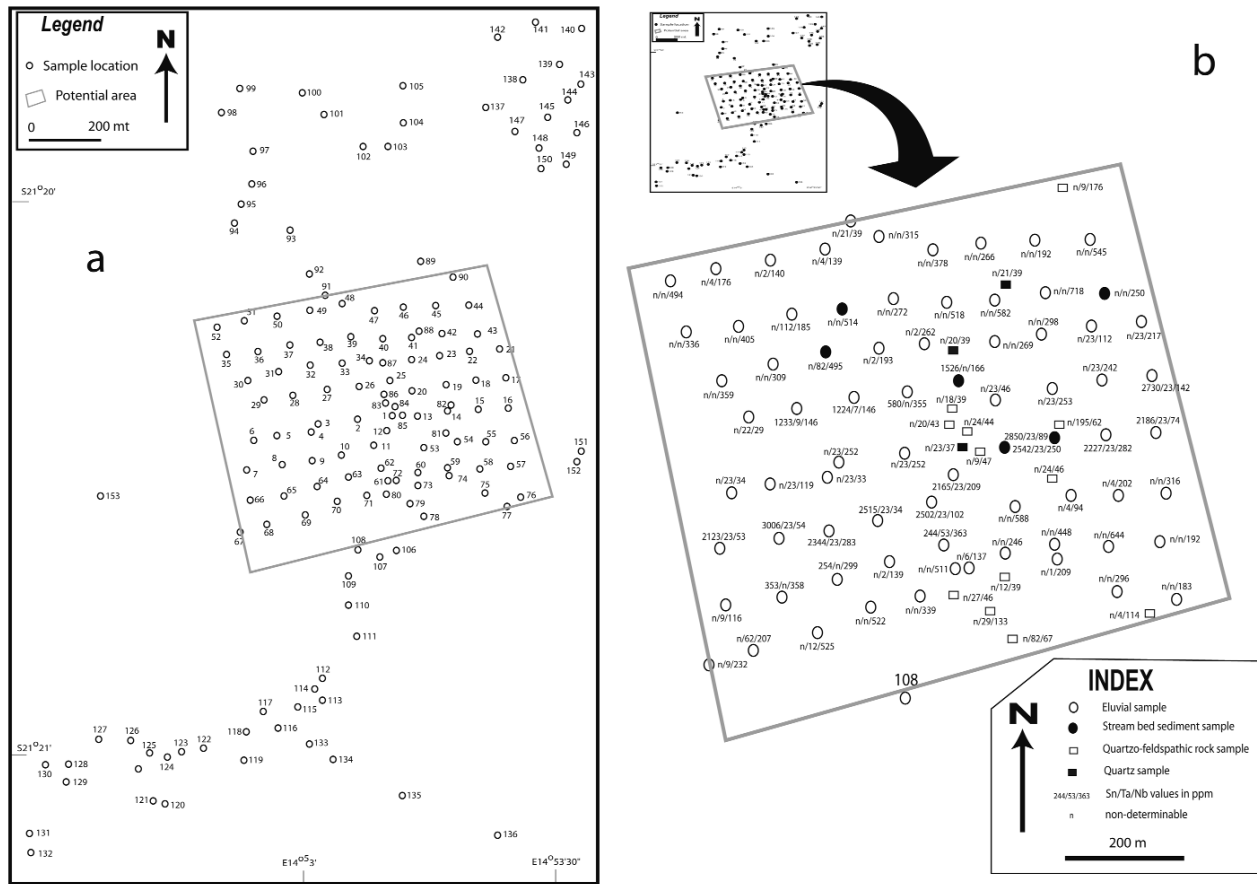 Legend
Sample location
Potential area
0 200 mt
N
a
S21°20'
S21°21'
E14°5 3'
E14°53'30"
142 141 140
139
138 143
144
137 145
147 146
148
150 149
99 100 105
98 101 104
102 103
97
96
95
94 93
92 89
91 90
48
51 50 49 47 46 45 44
52
39 40 88 42 43
41
35 36 37 38
34 87 24 23 22 21
31 32 33
30 25
26 20 19 18 17
29 28 27 86
83 84 82 15 16
1 13 14
3 2 85
4 12
6 5 81 54 55 56
10 11 53
7 8 9 62 60 59 58 57
63 61 72
64 73 74
66 65 71 80 75 76
70 79 77
69 78
67 68
151
152
153
108 106
107
109
110
111
112
114
113
117 115
118 116
127 126 133
125 123 122
124
130 128 119 134
129
121 120 135
131 136
132
b
n/9/176
n/21/39
n/n/315
n/4/139 n/n/378 n/n/266 n/n/192 n/n/545
n/2/140
n/4/176
n/n/494 n/21/39
n/n/718 n/n/250
n/n/272 n/n/518 n/n/582
n/n/514
n/112/185
n/n/405 n/2/262 n/n/298
n/n/336 n/20/39 n/n/269 n/23/112 n/23/217
n/82/495 n/2/193
n/n/309 1526/n/166 n/23/242
n/n/359 n/23/46 n/23/253 2730/23/142
1224/7/146 580/n/355 n/18/39
1233/9/146
n/22/29 n/20/43 n/24/44 n/195/62 2186/23/74
2850/23/89
n/23/37 2542/23/250 2227/23/282
n/23/252 n/23/252 n/9/47
n/23/34 n/23/119 n/23/33 n/24/46
2165/23/209 n/4/202 n/n/316
n/4/94
2515/23/34 2502/23/102 n/n/588
3006/23/54
2123/23/53 2344/23/283 244/53/363 n/n/246 n/n/448 n/n/644 n/n/192
254/n/299 n/2/139 n/6/137
n/n/511 n/1/209
353/n/358 n/12/39 n/n/296 n/n/183
n/9/116 n/n/522 n/n/339 n/27/46
n/29/133 n/4/114
n/62/207 n/12/525 n/82/67
n/9/232
108
INDEX
N
Eluvial sample
Stream bed sediment sample
Quartzo-feldspathic rock sample
Quartz sample
244/53/363 Sn/Ta/Nb values in ppm
n non-determinable
200 m